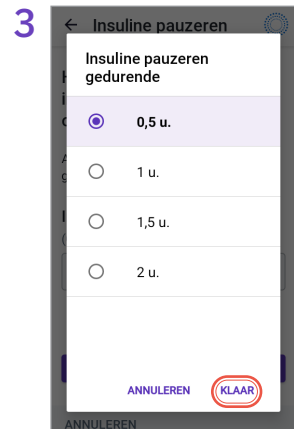 3
Insuline pauzeren
Insuline pauzeren
gedurende
0,5 u.
1 u.
1,5 u.
2 u.
ANNULEREN KLAAR
ANNULEREN